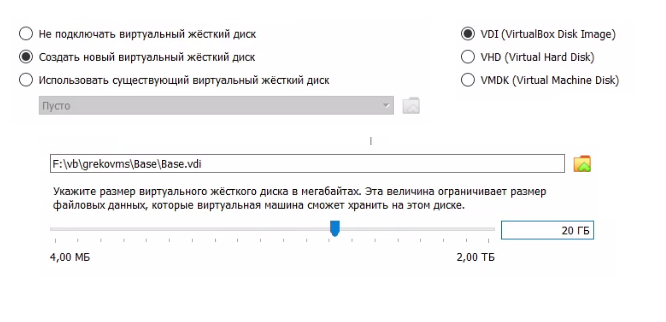 Не подключать виртуальный жёсткий диск
Создать новый виртуальный жёсткий диск
Использовать существующий виртуальный жёсткий диск
Пусто
VDI (VirtualBox Disk Image)
VHD (Virtual Hard Disk)
VMDK (Virtual Machine Disk)
F:\vb\grekovms\Base\Base.vdi
Укажите размер виртуального жёсткого диска в мегабайтах. Эта величина ограничивает размер
файловых данных, которые виртуальная машина сможет хранить на этом диске.
20 ГБ
4,00 МБ
2,00 ТБ